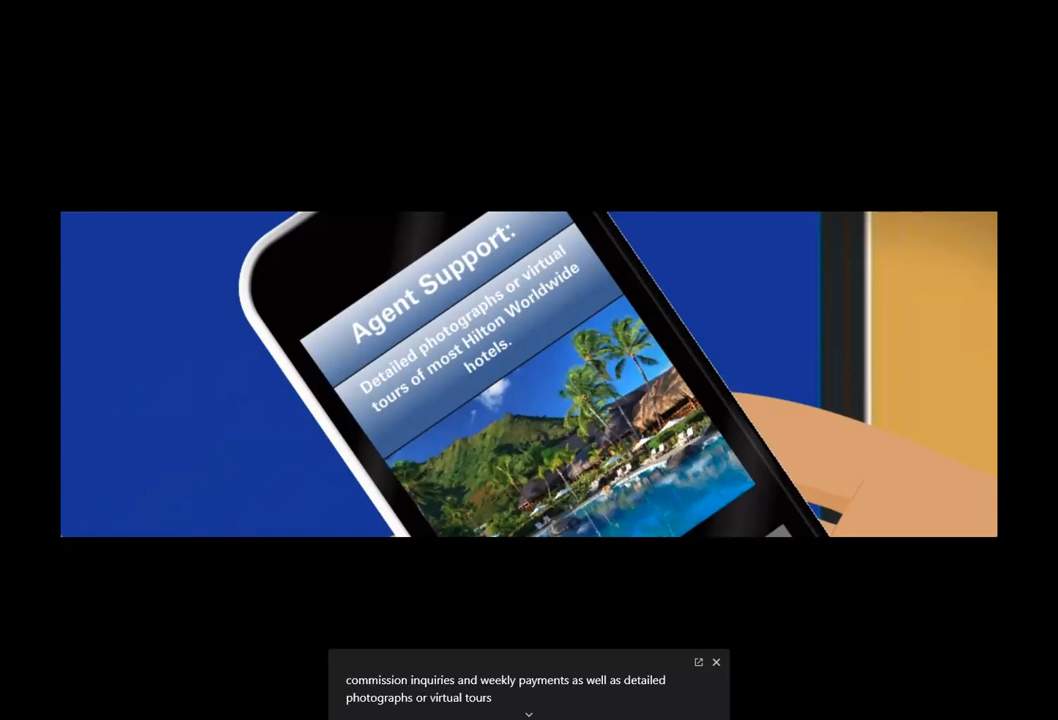 Agent Support:
Detailed photographs or virtual
tours of most Hilton Worldwide
hotels.
commission inquiries and weekly payments as well as detailed
photographs or virtual tours